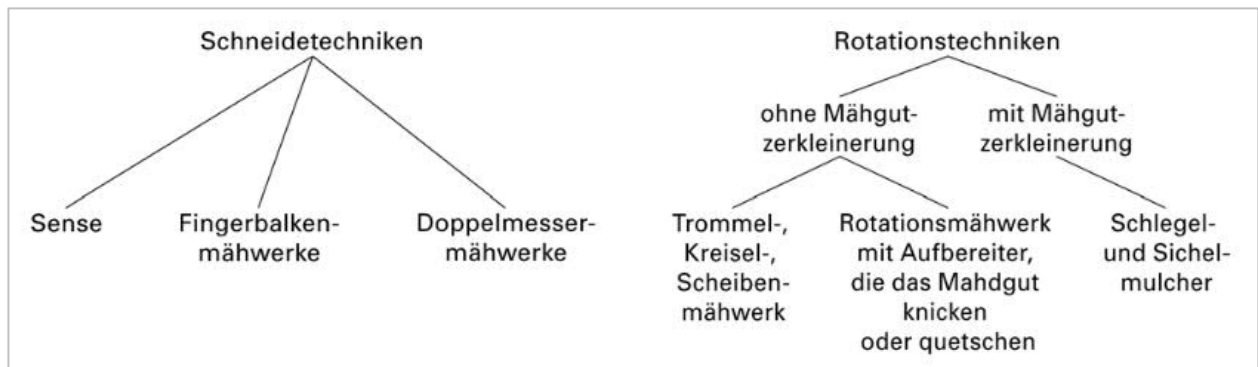 Schneidetechniken
Sense
Fingerbalken-
mähwerke
Doppelmesser-
mähwerke
Rotationstechniken
ohne Mähgut-
zerkleinerung
mit Mähgut-
zerkleinerung
Trommel-,
Kreisel-,
Scheiben-
mähwerk
Rotationsmähwerk
mit Aufbereiter,
die das Mahdgut
knicken
oder quetschen
Schlegel-
und Sichel-
mulcher